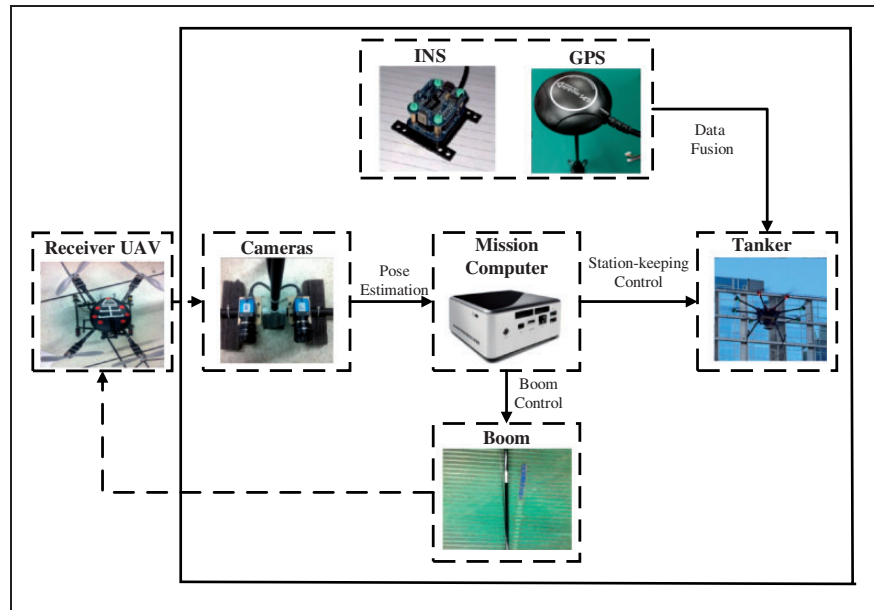 INS
GPS
Data
Fusion
Receiver UAV
Cameras
Pose
Estimation
Mission
Computer
Station-keeping
Control
Tanker
Boom
Control
Boom